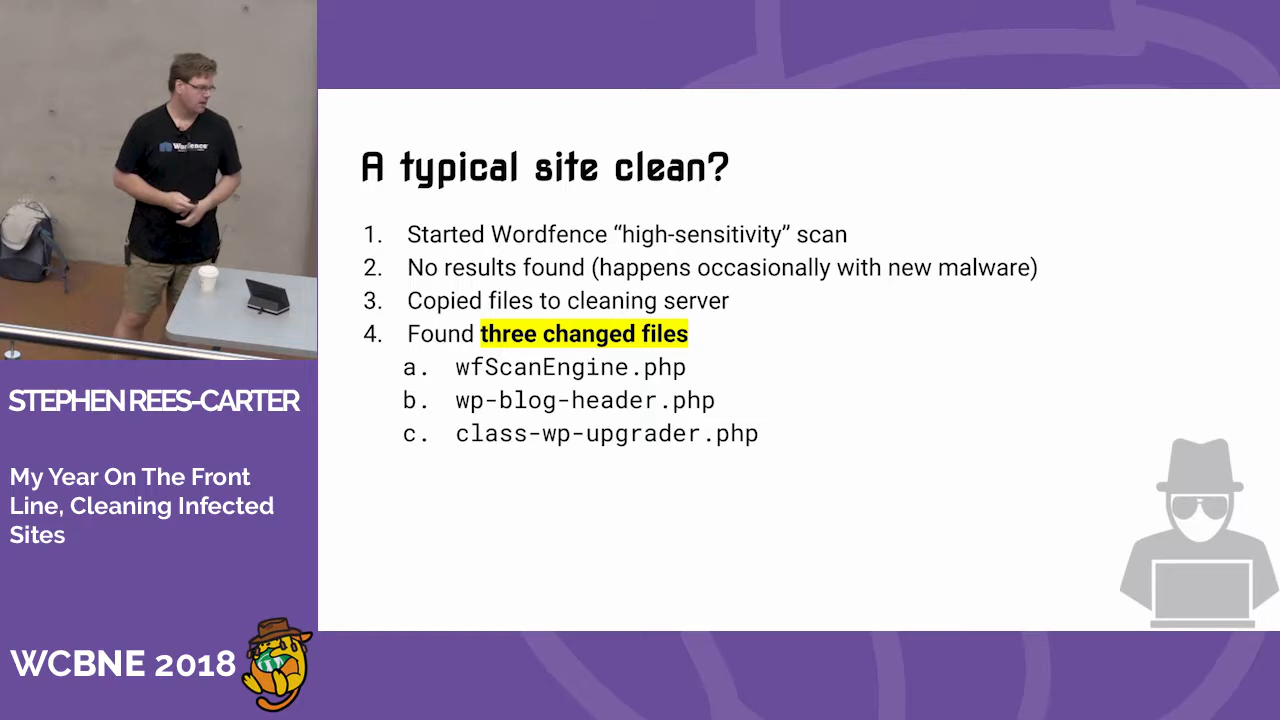 Wordfence
A typical site clean?
1. Started Wordfence “high-sensitivity” scan
2. No results found (happens occasionally with new malware)
3. Copied files to cleaning server
4. Found three changed files
a. wfScanEngine.php
b. wp-blog-header.php
c. class-wp-upgrader.php
STEPHEN REES-CARTER
My Year On The Front
Line, Cleaning Infected
Sites
WCBNE 2018